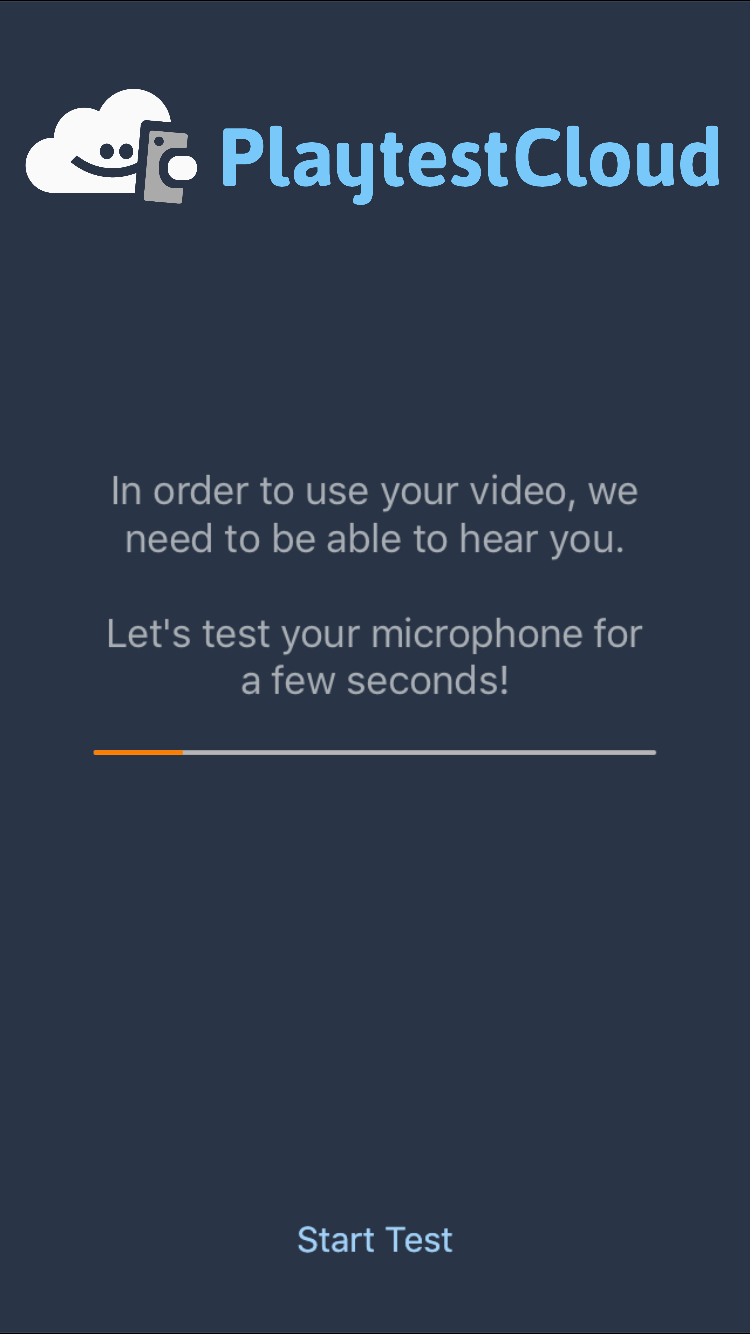 PlaytestCloud
In order to use your video, we
need to be able to hear you.
Let's test your microphone for
a few seconds!
Start Test